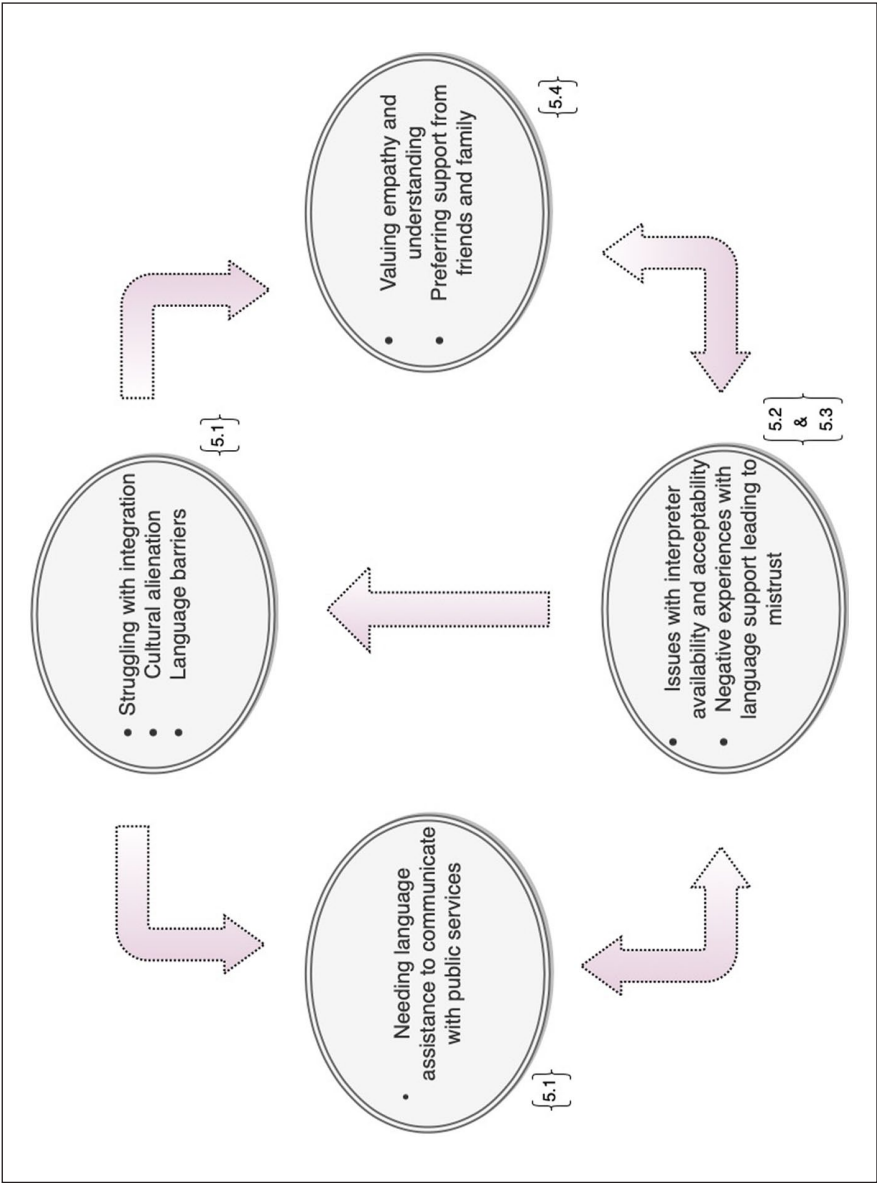 • Struggling with integration
• Cultural alienation
• Language barriers
{5.1}
• Needing language
assistance to communicate
with public services
{5.1}
• Valuing empathy and
understanding
• Preferring support from
friends and family
{5.4}
• Issues with interpreter
availability and acceptability
• Negative experiences with
language support leading to
mistrust
5.2
&
5.3